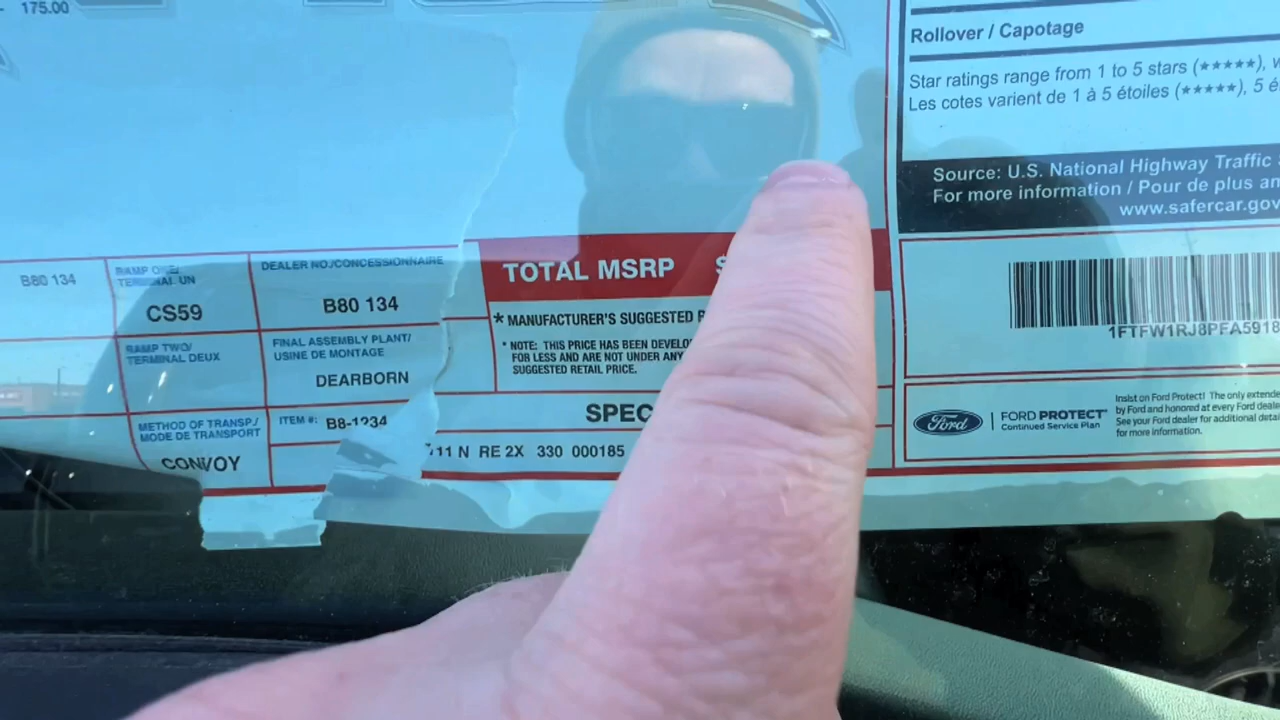 175.00
B80 134
RAMP ONE/
TERMINAL UN
CS59
DEALER NO./CONCESSIONNAIRE
B80 134
RAMP TWO/
TERMINAL DEUX
FINAL ASSEMBLY PLANT/
USINE DE MONTAGE
DEARBORN
METHOD OF TRANSP./
MODE DE TRANSPORT
CONVOY
ITEM #: B8-1234
TOTAL MSRP
* MANUFACTURER'S SUGGESTED
* NOTE: THIS PRICE HAS BEEN
FOR LESS AND ARE NOT UNDER ANY
SUGGESTED RETAIL PRICE.
SPEC
11 N RE 2X 330 000185
Rollover / Capotage
Star ratings range from 1 to 5 stars (★★★★★),
Les cotes varient de 1 à 5 étoiles (★★★★★), 5
Source: U.S. National Highway Traffic
For more information / Pour de plus
www.safercar.gov
1FTFW1RJ8PFA5918
Ford
FORD PROTECT
Continued Service Plan
Insist on Ford Protect! The only
by Ford and honored at every Ford
See your Ford dealer for additional
for more information.